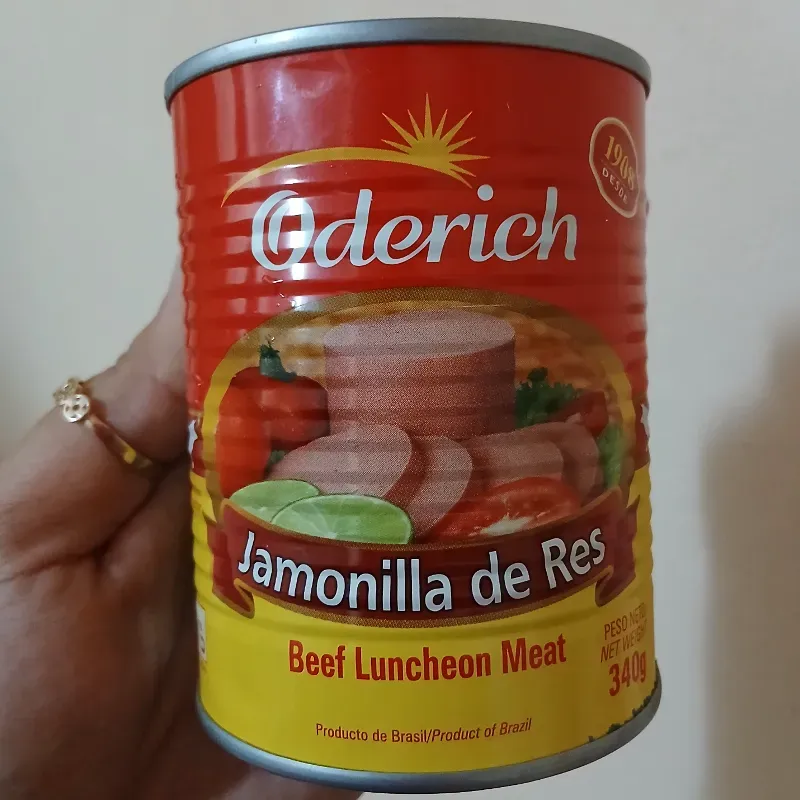 1908
DESDE
Oderich
Jamonilla de Res
Beef Luncheon Meat
PESO NETO
NET WEIGHT
340g
Producto de Brasil/Product of Brazil